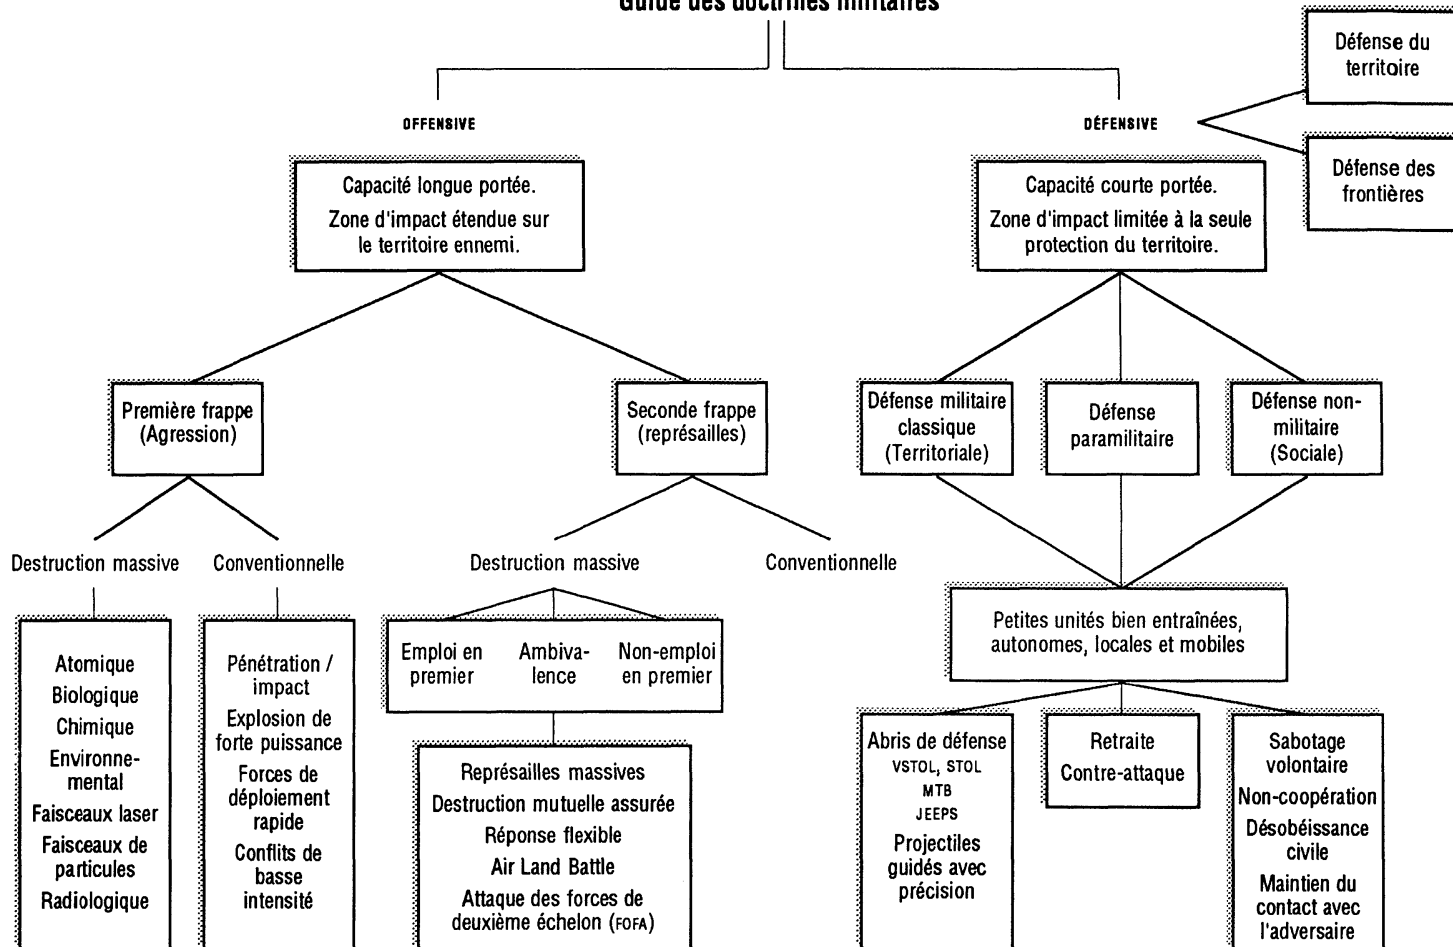 Guide des doctrines militaires
Défense du
territoire
OFFENSIVE
DÉFENSIVE
Défense des
frontières
Capacité longue portée.
Zone d'impact étendue sur
le territoire ennemi.
Capacité courte portée.
Zone d'impact limitée à la seule
protection du territoire.
Première frappe
(Agression)
Seconde frappe
(représailles)
Défense militaire
classique
(Territoriale)
Défense
paramilitaire
Défense non-
militaire
(Sociale)
Destruction massive
Conventionnelle
Destruction massive
Conventionnelle
Atomique
Biologique
Chimique
Environne-
mental
Faisceaux laser
Faisceaux de
particules
Radiologique
Pénétration /
impact
Explosion de
forte puissance
Forces de
déploiement
rapide
Conflits de
basse
intensité
Emploi en
premier
Ambiva-
lence
Non-emploi
en premier
Représailles massives
Destruction mutuelle assurée
Réponse flexible
Air Land Battle
Attaque des forces de
deuxième échelon (FOFA)
Petites unités bien entraînées,
autonomes, locales et mobiles
Abris de défense
VSTOL, STOL
MTB
JEEPS
Projectiles
guidés avec
précision
Retraite
Contre-attaque
Sabotage
volontaire
Non-coopération
Désobéissance
civile
Maintien du
contact avec
l'adversaire